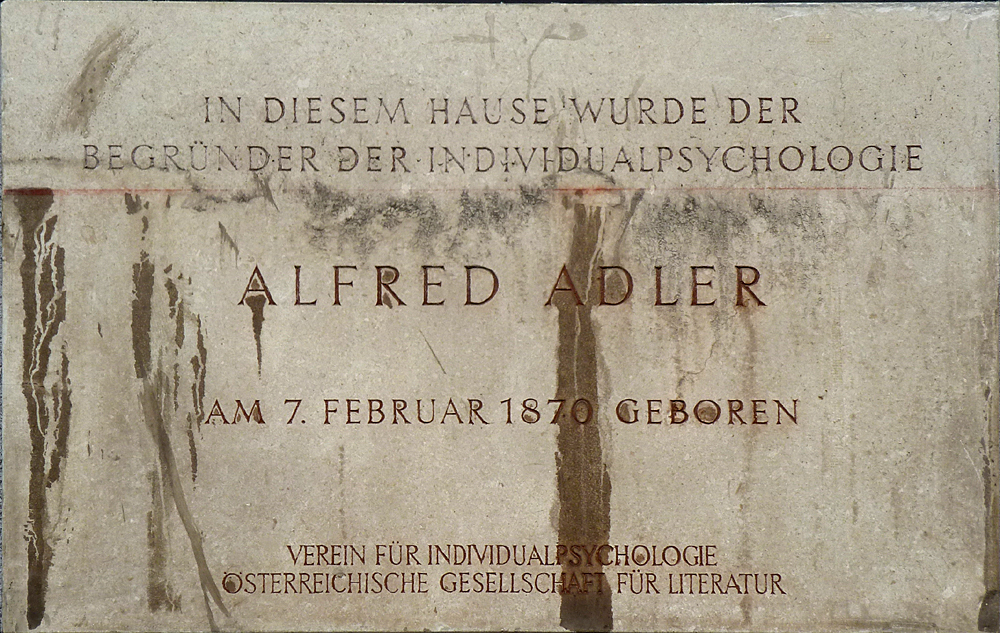 IN DIESEM HAUSE WURDE DER
BEGRÜNDER DER INDIVIDUALPSYCHOLOGIE
ALFRED ADLER
AM 7. FEBRUAR 1870 GEBOREN
VEREIN FÜR INDIVIDUALPSYCHOLOGIE
ÖSTERREICHISCHE GESELLSCHAFT FÜR LITERATUR